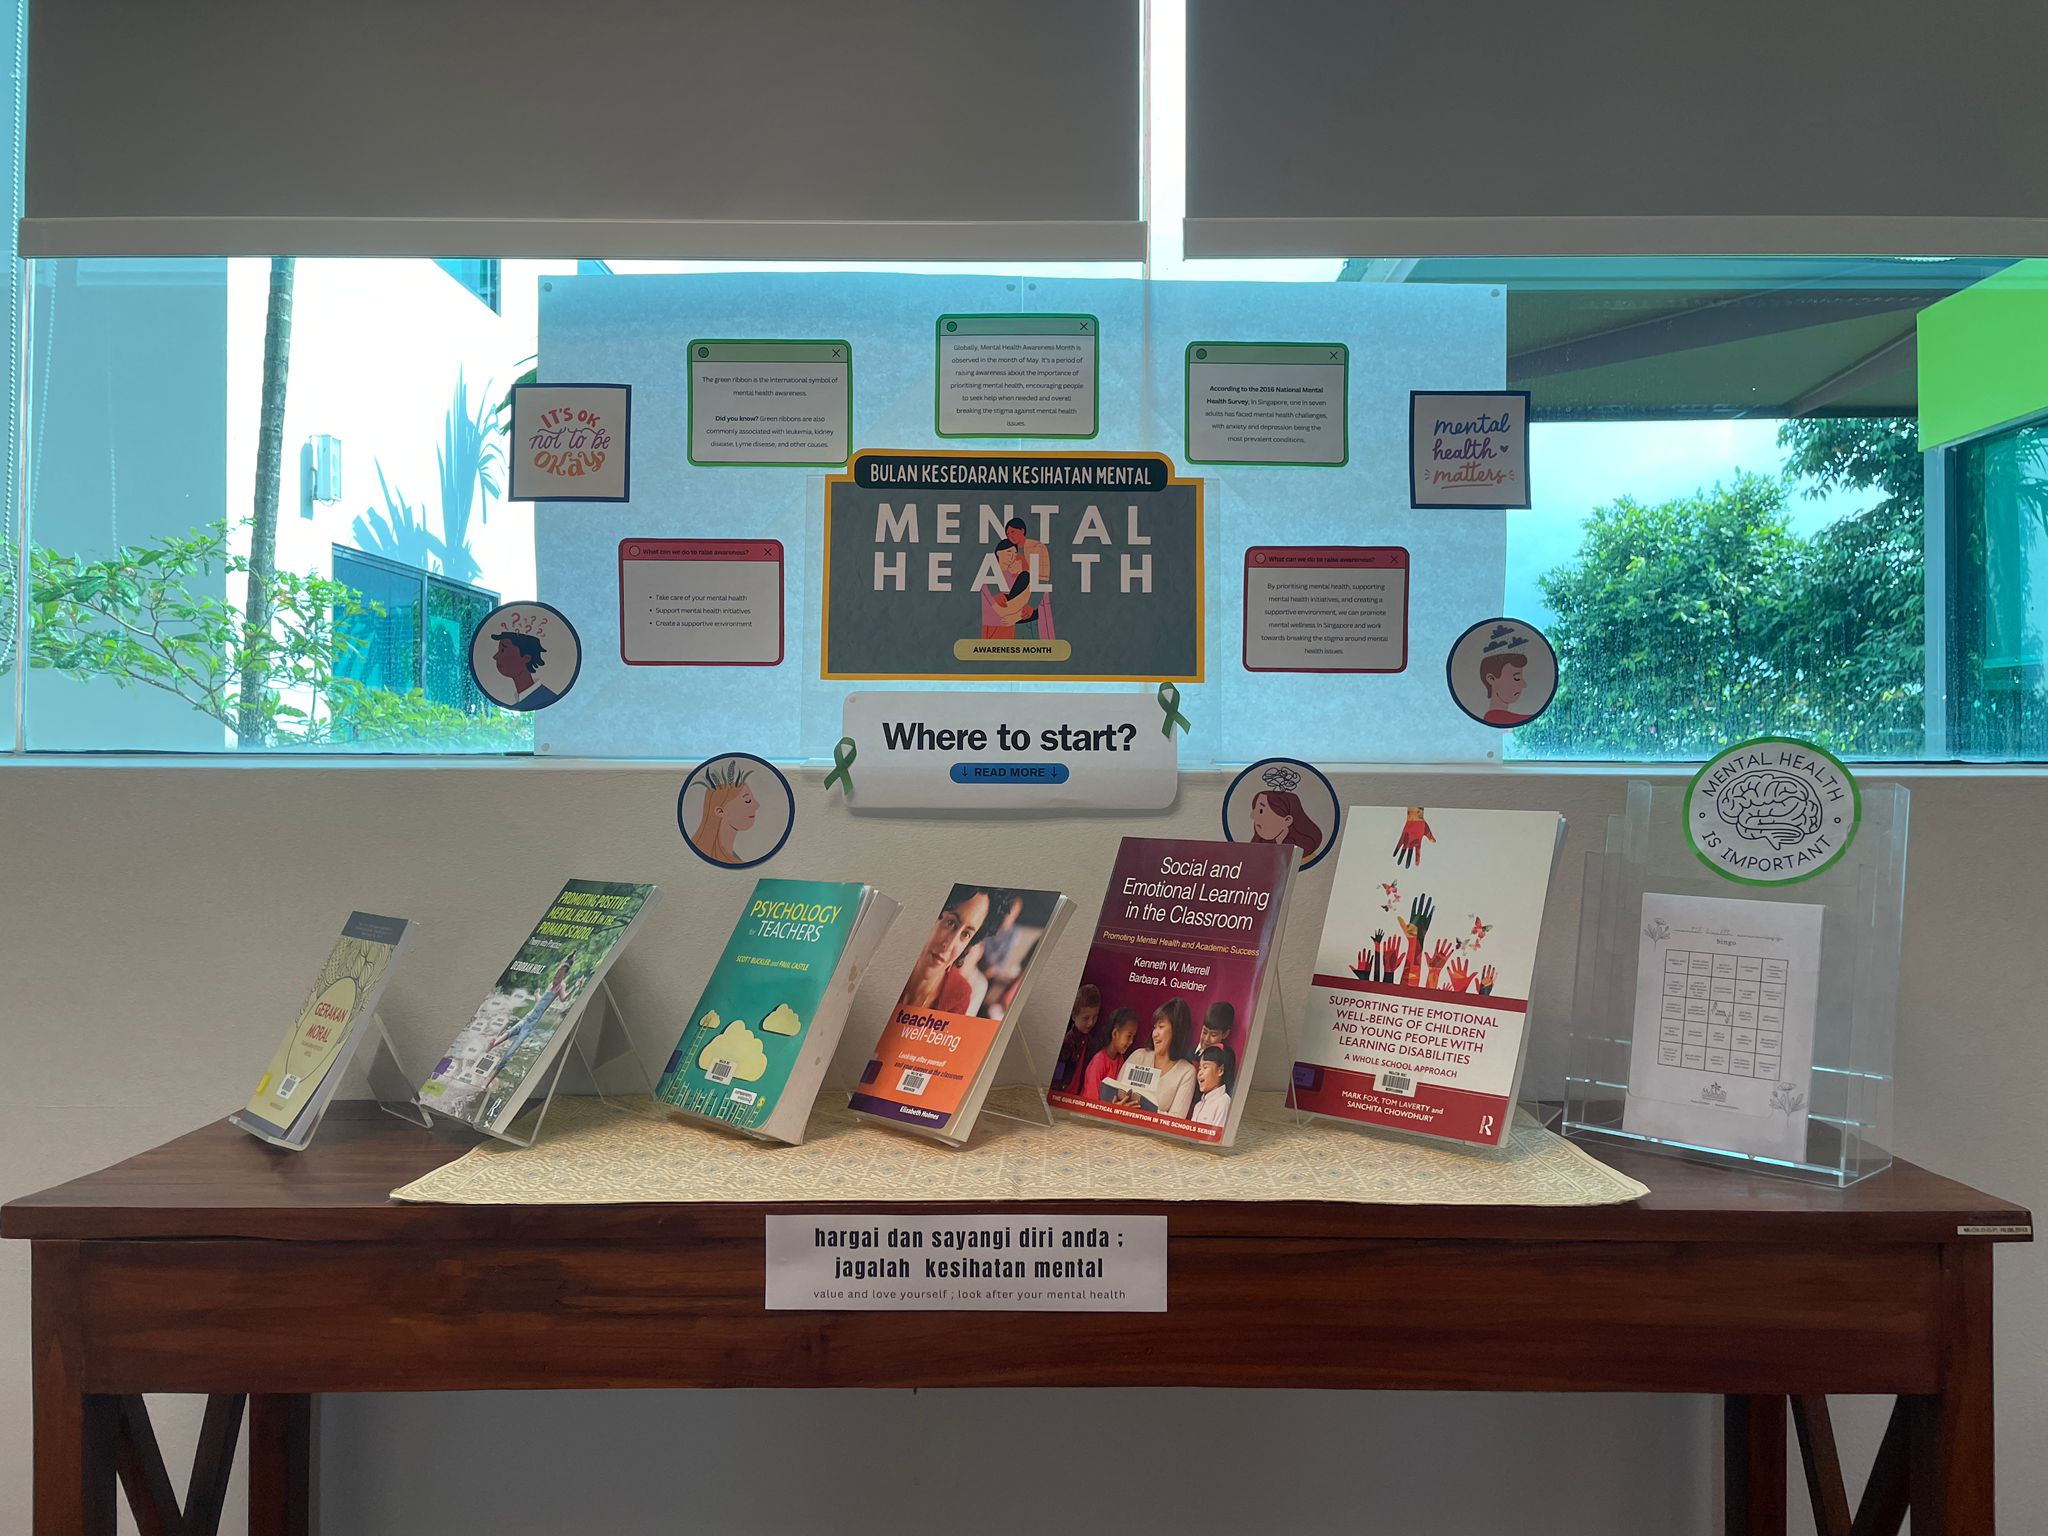 IT'S OK
not to be
okay
The green ribbon is the international symbol of
mental health awareness.
Did you know? Green ribbons are also
commonly associated with leukemia, kidney
disease, Lyme disease, and other causes.
Globally, Mental Health Awareness Month is
observed in the month of May. It's a period of
raising awareness about the importance of
prioritising mental health, encouraging people
to seek help when needed and overall
breaking the stigma against mental health
issues.
According to the 2016 National Mental
Health Survey, in Singapore, one in seven
adults has faced mental health challenges,
with anxiety and depression being the
most prevalent conditions.
mental
health
matters
BULAN KESEDARAN KESIHATAN MENTAL
MENTAL
HEALTH
AWARENESS MONTH
What can we do to raise awareness?
Take care of your mental health
Support mental health initiatives
Create a supportive environment
What can we do to raise awareness?
By prioritising mental health, supporting
mental health initiatives, and creating a
supportive environment, we can promote
mental wellness in Singapore and work
towards breaking the stigma around mental
health issues.
Where to start?
↓ READ MORE ↓
MENTAL HEALTH
IS IMPORTANT
GERAKAN
MORAL
PROMOTING POSITIVE
MENTAL HEALTH IN THE
PRIMARY SCHOOL
Theory into Practice
DEBORAH HOLT
PSYCHOLOGY
for TEACHERS
SCOTT BUCKLER and PAUL CASTLE
teacher
well-being
Looking after yourself
and your career in the classroom
Elizabeth Holmes
Social and
Emotional Learning
in the Classroom
Promoting Mental Health and Academic Success
Kenneth W. Merrell
Barbara A. Gueldner
THE GUILFORD PRACTICAL INTERVENTION IN THE SCHOOLS SERIES
SUPPORTING THE EMOTIONAL
WELL-BEING OF CHILDREN
AND YOUNG PEOPLE WITH
LEARNING DISABILITIES
A WHOLE SCHOOL APPROACH
MARK FOX, TOM LAVERTY and
SANCHITA CHOWDHURY
bingo
hargai dan sayangi diri anda ;
jagalah kesihatan mental
value and love yourself ; look after your mental health